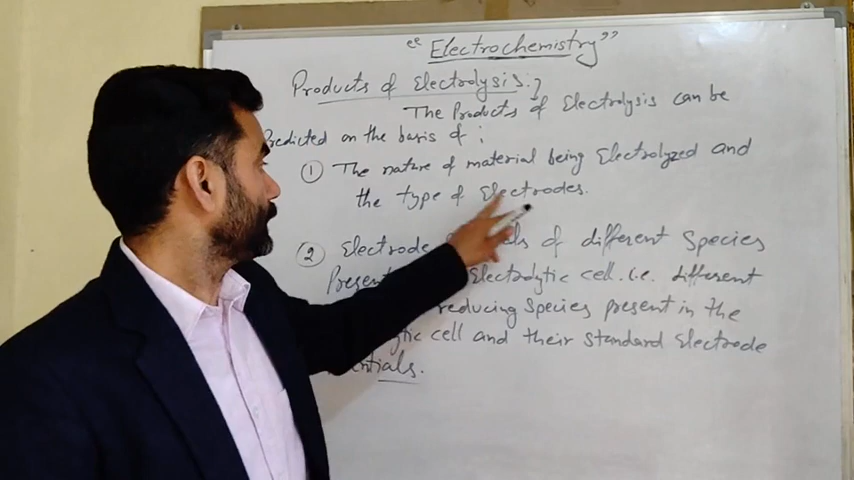 "Electrochemistry"
Products of Electrolysis:
The Products of Electrolysis can be
Predicted on the basis of:
① The nature of material being Electrolyzed and
the type of Electrodes.
② Electrode of different Species
Present Electrolytic cell. i.e. different
reducing Species present in the
cell and their standard Electrode